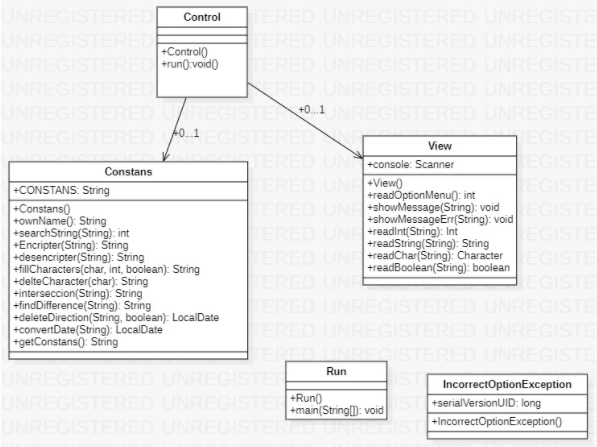 Control
+Control()
+run():void()
+0...1
+0...1
Constans
+CONSTANS: String
+Constans()
+ownName(): String
+searchString(String): int
+Encripter(String): String
+desencripter(String): String
+fillCharacters(char, int, boolean): String
+delteCharacter(char): String
+interseccion(String): String
+findDifference(String): String
+deleteDirection(String, boolean): LocalDate
+convertDate(String): LocalDate
+getConstans(): String
View
+console: Scanner
+View()
+readOptionMenu(): int
+showMessage(String): void
+showMessageErr(String): void
+readInt(String): Int
+readString(String): String
+readChar(String): Character
+readBoolean(String): boolean
Run
+Run()
+main(String[]): void
IncorrectOptionException
+serialVersionUID: long
+IncorrectOptionException()
UNREGISTERED